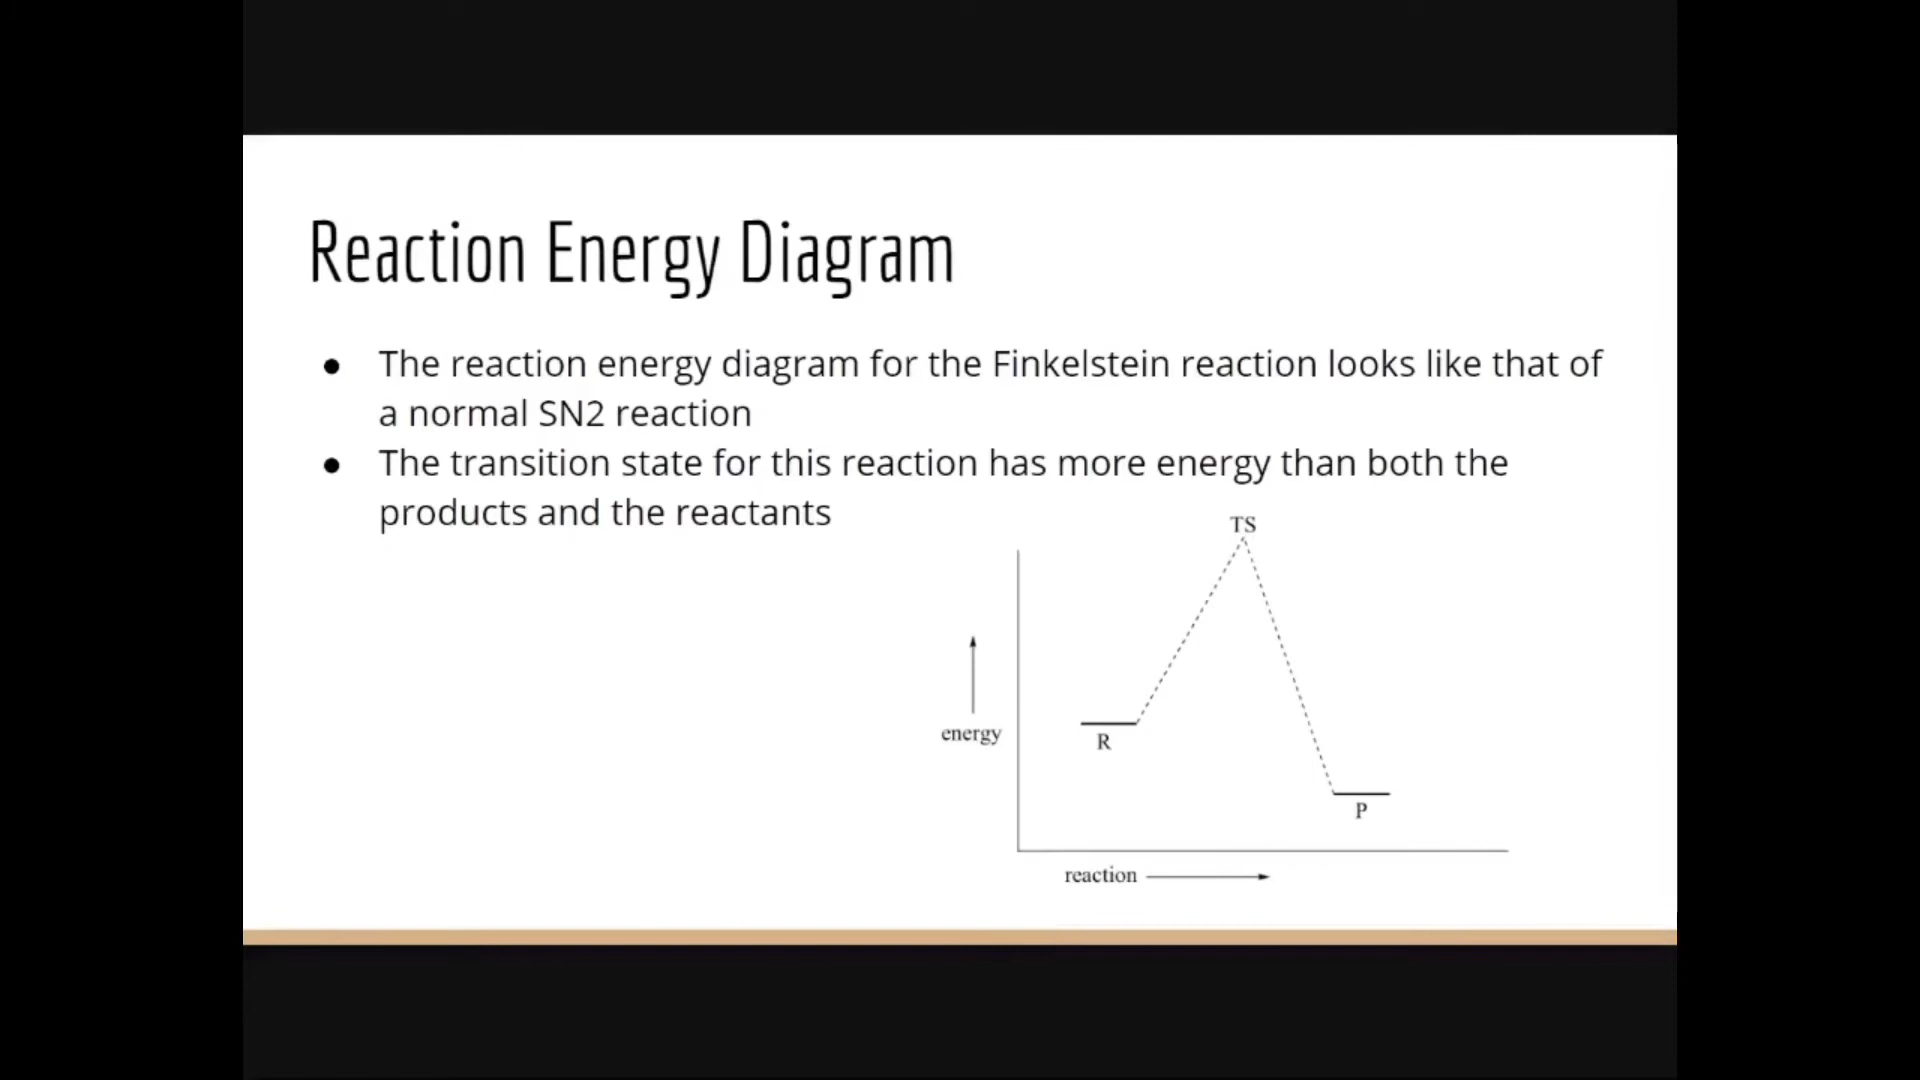 Reaction Energy Diagram
● The reaction energy diagram for the Finkelstein reaction looks like that of
a normal SN2 reaction
● The transition state for this reaction has more energy than both the
products and the reactants
TS
energy
R
P
reaction